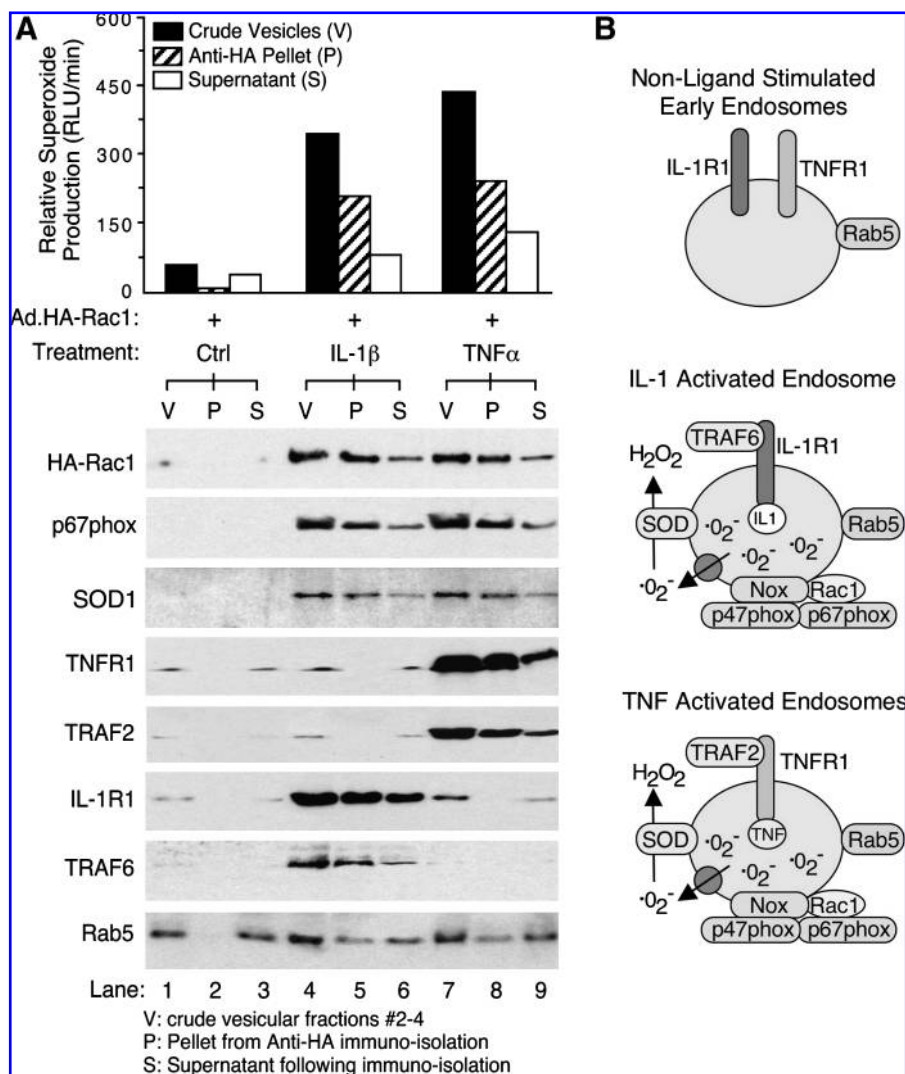 A
600
450
300
150
0
Relative Superoxide
Production (RLU/min)
Crude Vesicles (V)
Anti-HA Pellet (P)
Supernatant (S)
Ad.HA-Rac1: + + +
Treatment: Ctrl IL-1β TNFα
V P S V P S V P S
HA-Rac1
p67phox
SOD1
TNFR1
TRAF2
IL-1R1
TRAF6
Rab5
Lane: 1 2 3 4 5 6 7 8 9
V: crude vesicular fractions #2-4
P: Pellet from Anti-HA immuno-isolation
S: Supernatant following immuno-isolation
B
Non-Ligand Stimulated
Early Endosomes
IL-1R1 TNFR1
Rab5
IL-1 Activated Endosome
TRAF6
IL-1R1
H₂O₂
SOD
IL1
Rab5
·O₂⁻
·O₂⁻
·O₂⁻
·O₂⁻
Nox Rac1
p47phox p67phox
TNF Activated Endosomes
TRAF2
TNFR1
H₂O₂
SOD
TNF
Rab5
·O₂⁻
·O₂⁻
·O₂⁻
·O₂⁻
Nox Rac1
p47phox p67phox